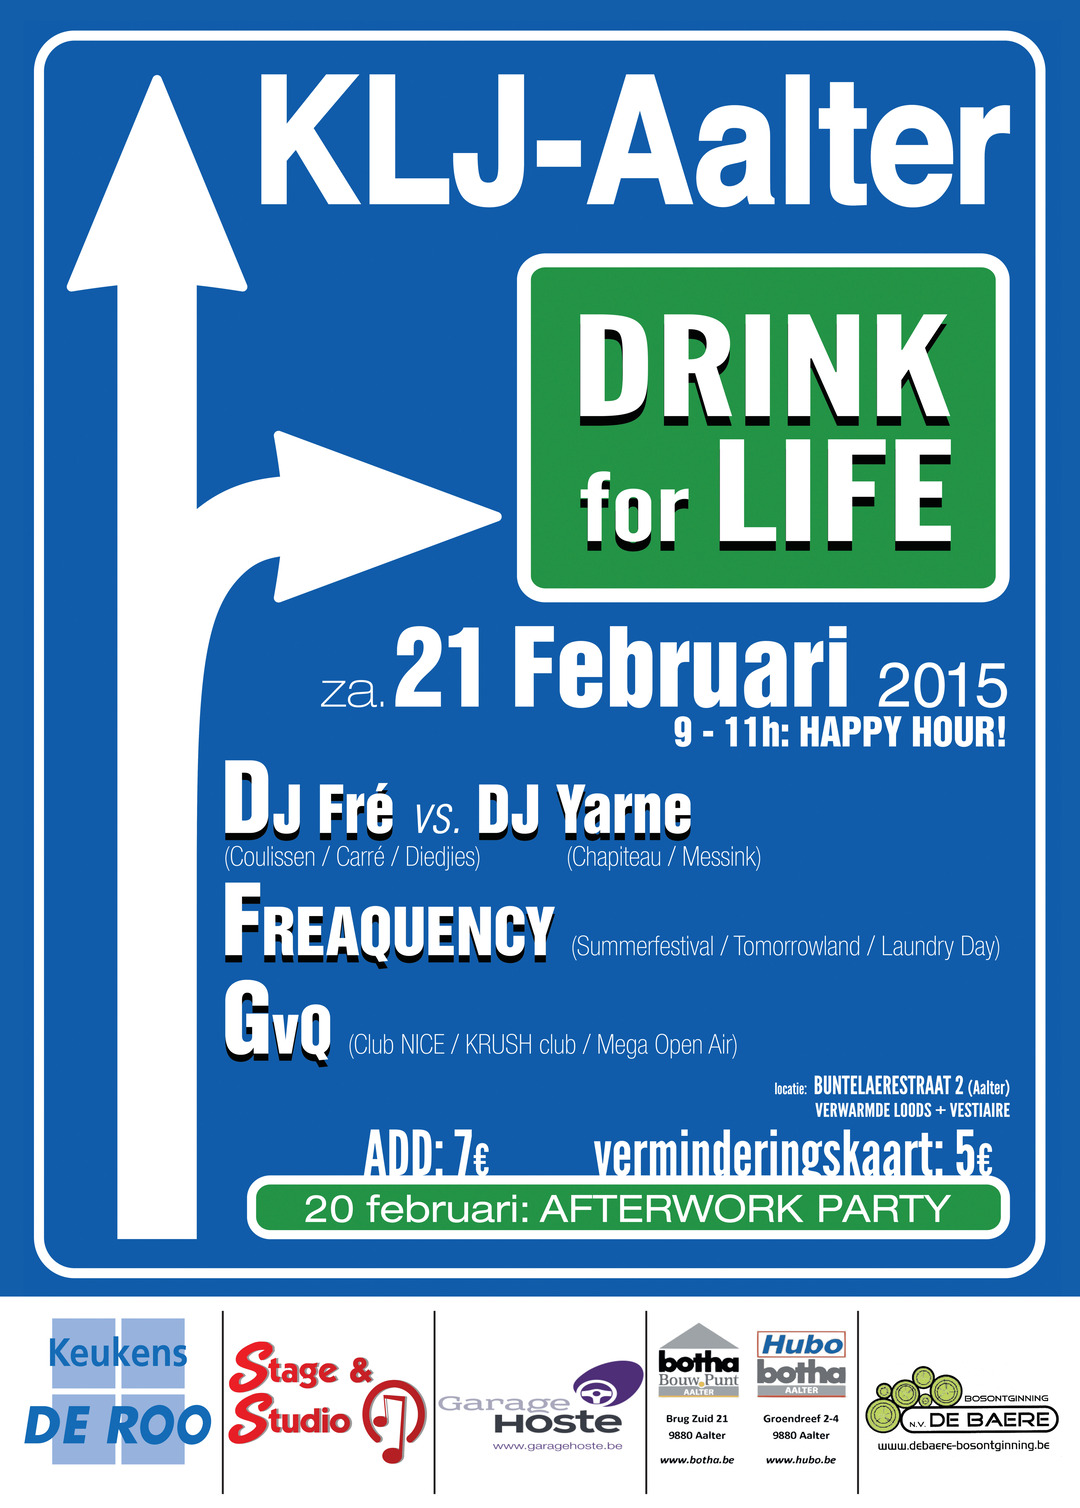 KLJ-Aalter
DRINK
for LIFE
za. 21 Februari 2015
9 - 11h: HAPPY HOUR!
DJ Fré vs. DJ Yarne
(Coulissen / Carré / Diedjies) (Chapiteau / Messink)
FREAQUENCY (Summerfestival / Tomorrowland / Laundry Day)
GvQ (Club NICE / KRUSH club / Mega Open Air)
locatie: BUNTELAERESTRAAT 2 (Aalter)
VERWARMDE LOODS + VESTIAIRE
ADD: 7€ verminderingskaart: 5€
20 februari: AFTERWORK PARTY
Keukens
DE ROO
Stage &
Studio
Garage
Hoste
www.garagehoste.be
botha
Bouw.Punt
AALTER
Brug Zuid 21
9880 Aalter
www.botha.be
Hubo
botha
AALTER
Groendreef 2-4
9880 Aalter
www.hubo.be
BOSONTGINNING
N.V. DE BAERE
www.debaere-bosontginning.be